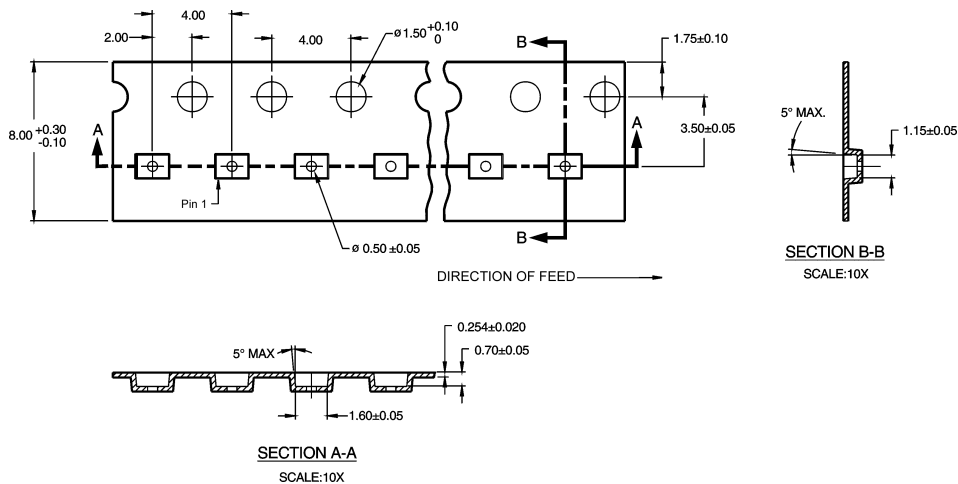 4.00
2.00
4.00
ø 1.50 +0.10
0
B
1.75±0.10
8.00 +0.30
-0.10
A
A
3.50±0.05
5° MAX.
1.15±0.05
Pin 1
B
ø 0.50 ±0.05
SECTION B-B
SCALE:10X
DIRECTION OF FEED
0.254±0.020
5° MAX
0.70±0.05
1.60±0.05
SECTION A-A
SCALE:10X